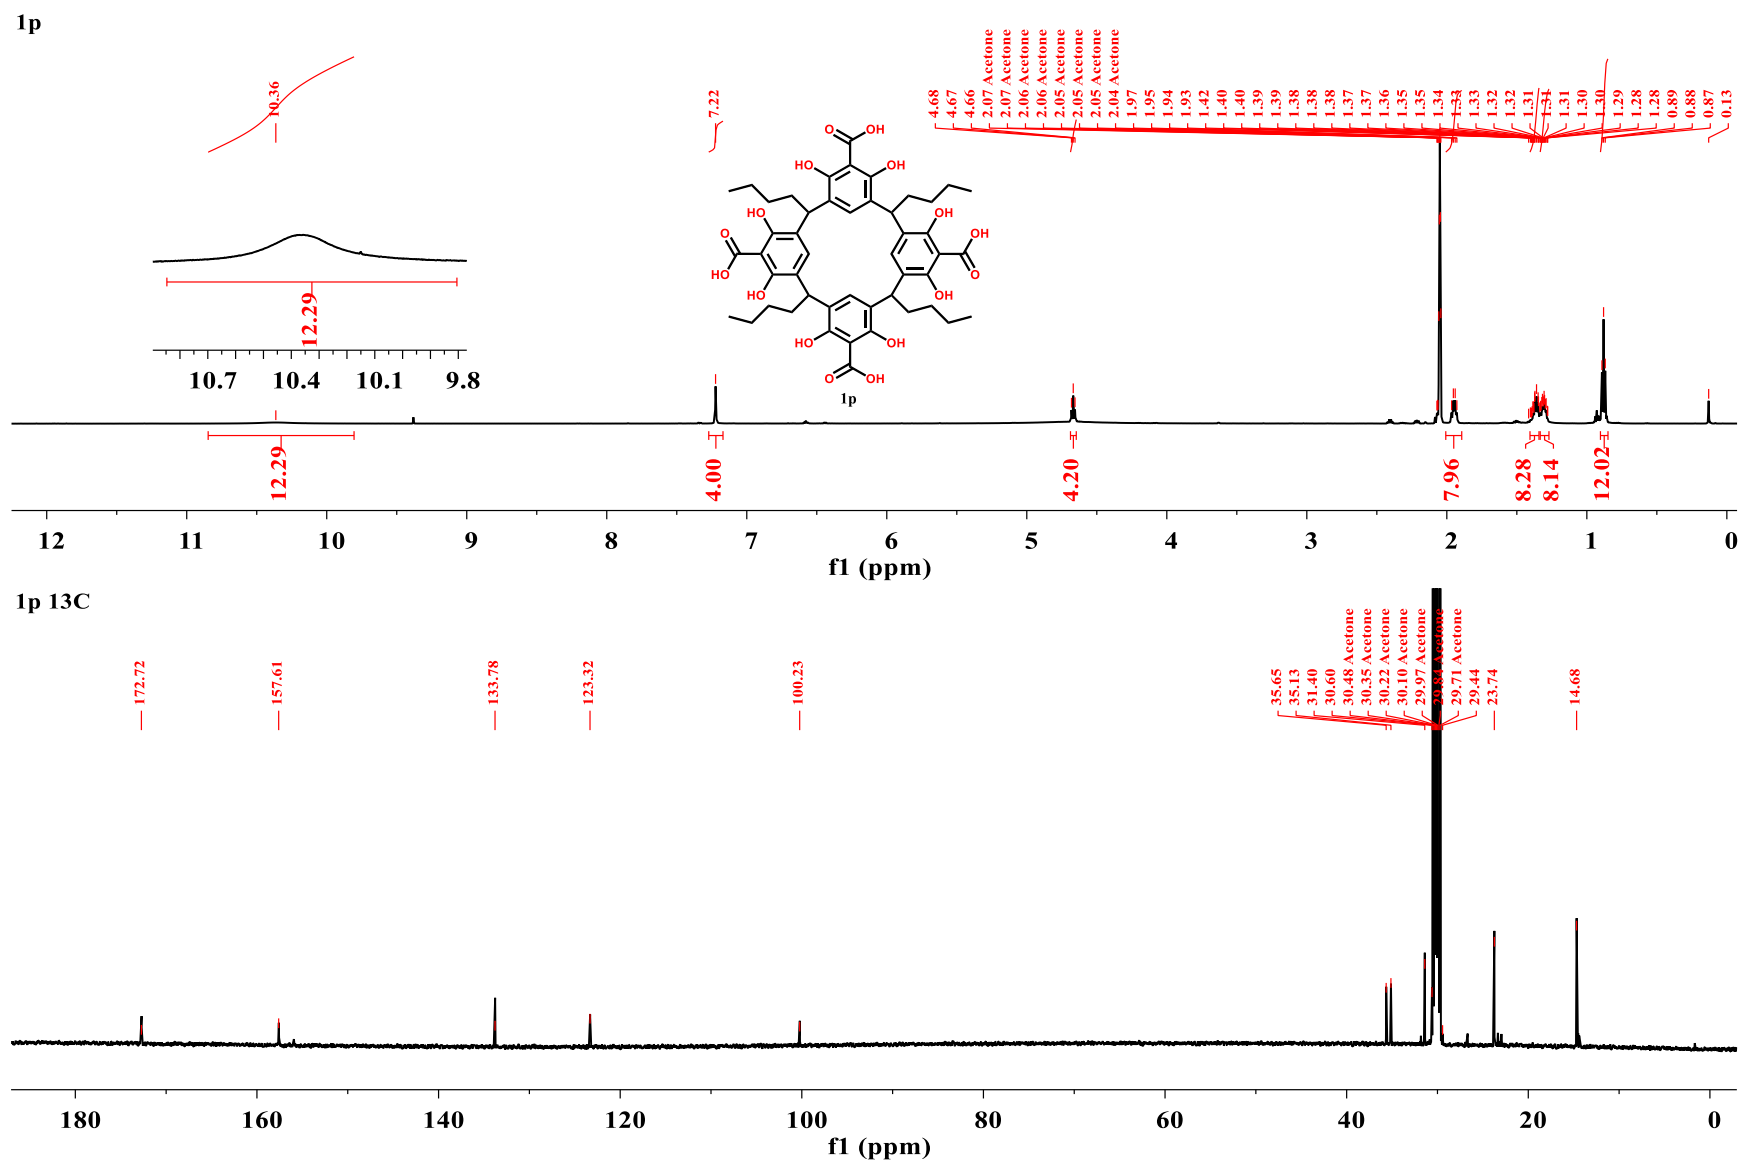 1p
10.36
7.22
4.68
4.67
4.66
2.07 Acetone
2.07 Acetone
2.06 Acetone
2.06 Acetone
2.05 Acetone
2.05 Acetone
2.05 Acetone
2.04 Acetone
1.97
1.95
1.94
1.93
1.42
1.40
1.40
1.39
1.39
1.38
1.38
1.38
1.37
1.37
1.36
1.35
1.35
1.34
1.33
1.33
1.32
1.32
1.31
1.31
1.31
1.30
1.30
1.29
1.28
1.28
0.89
0.88
0.87
0.13
12.29
10.7 10.4 10.1 9.8
O OH
HO OH
HO OH
O OH
HO O
HO OH
HO OH
O OH
1p
12.29 4.00 4.20 7.96 8.28 8.14 12.02
12 11 10 9 8 7 6 5 4 3 2 1 0
f1 (ppm)
1p 13C
172.72
157.61
133.78
123.32
100.23
35.65
35.13
31.40
30.60
30.48 Acetone
30.35 Acetone
30.22 Acetone
30.10 Acetone
29.97 Acetone
29.84 Acetone
29.71 Acetone
29.44
23.74
14.68
180 160 140 120 100 80 60 40 20 0
f1 (ppm)